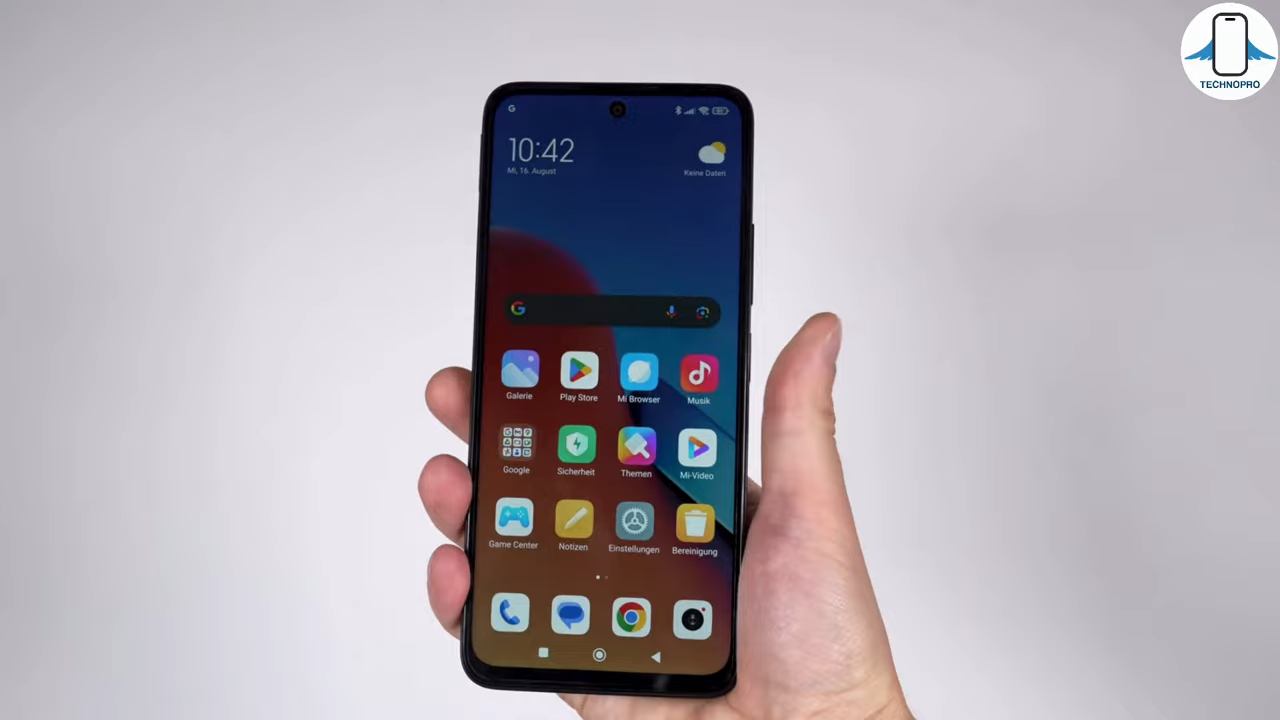 TECHNOPRO
10:42
Mi, 16. August
Keine Daten
Galerie
Play Store
Mi Browser
Musik
Google
Sicherheit
Themen
Mi-Video
Game Center
Notizen
Einstellungen
Bereinigung